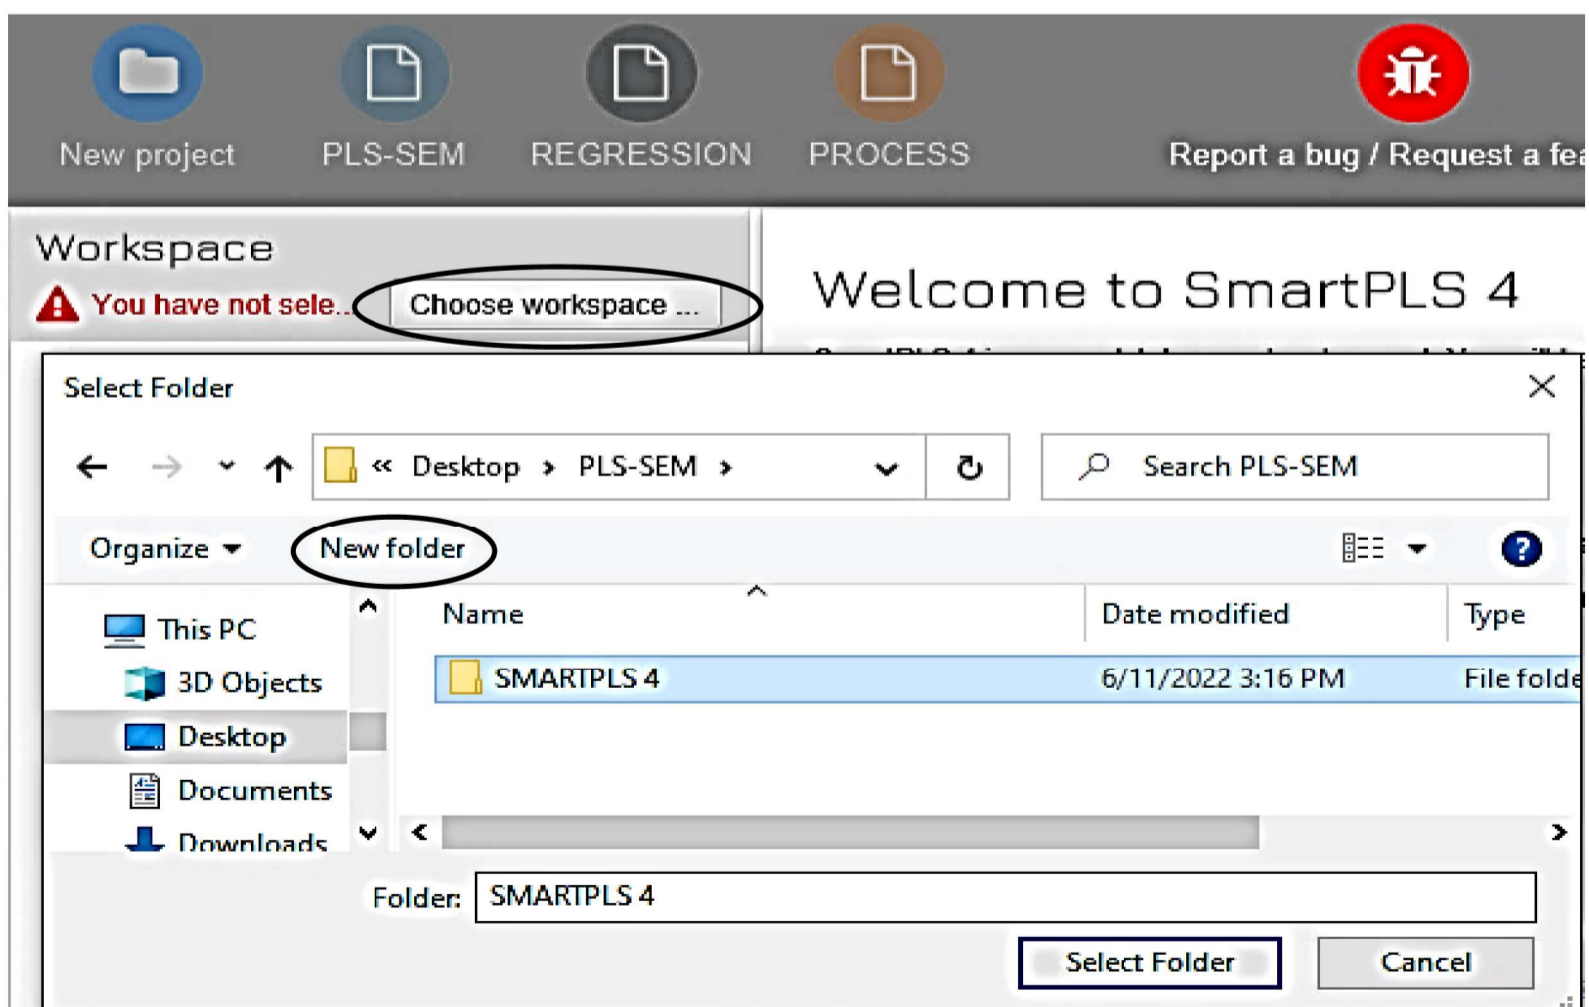 New project PLS-SEM REGRESSION PROCESS Report a bug / Request a fea
Workspace
You have not sele... Choose workspace ...
Welcome to SmartPLS 4
Select Folder
« Desktop > PLS-SEM > Search PLS-SEM
Organize New folder
Name Date modified Type
This PC
SMARTPLS 4 6/11/2022 3:16 PM File folde
3D Objects
Desktop
Documents
Downloads
Folder: SMARTPLS 4
Select Folder Cancel